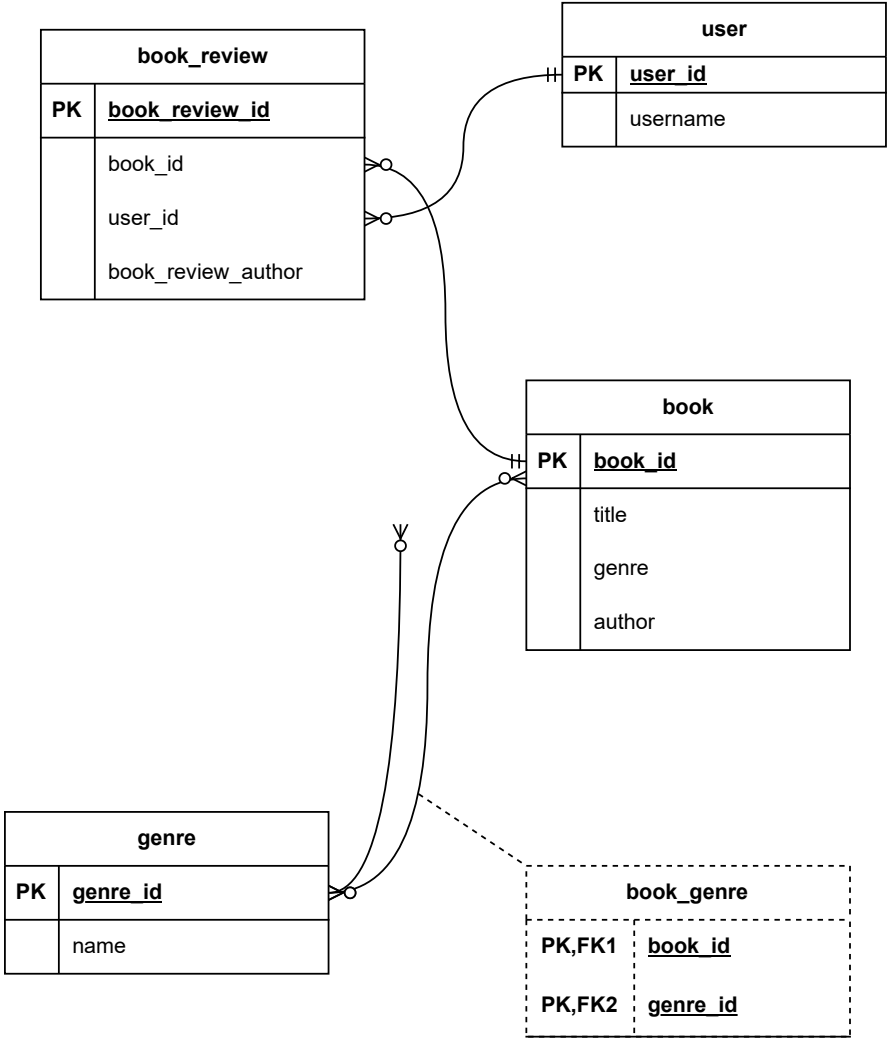 book_review
PK book_review_id
book_id
user_id
book_review_author
user
PK user_id
username
book
PK book_id
title
genre
author
genre
PK genre_id
name
book_genre
PK,FK1 book_id
PK,FK2 genre_id